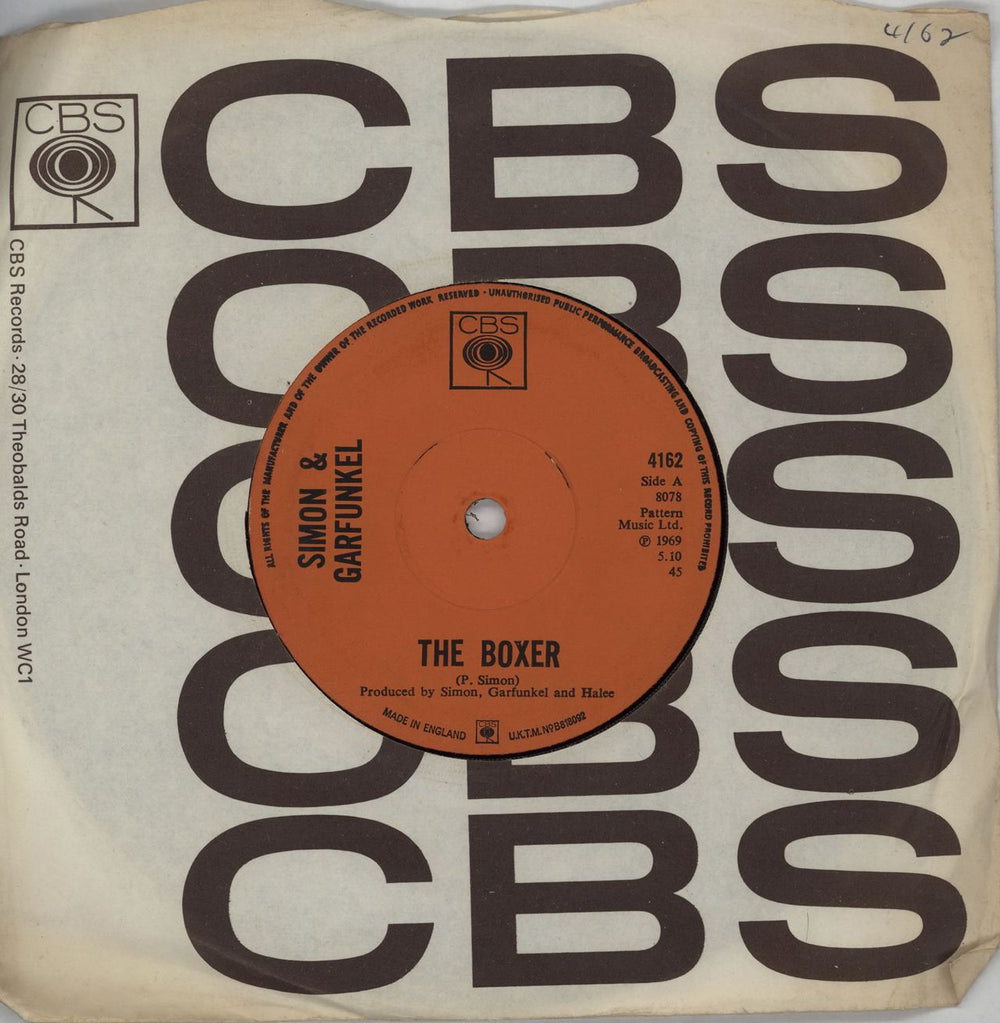 4162
CBS
CBS Records · 28/30 Theobalds Road · London WC1
CBS
CBS
CBS
CBS
CBS
ALL RIGHTS OF THE MANUFACTURER AND OF THE OWNER OF THE RECORDED WORK RESERVED · UNAUTHORISED PUBLIC PERFORMANCE BROADCASTING AND COPYING OF THIS RECORD PROHIBITED
CBS
SIMON &
GARFUNKEL
4162
Side A
8078
Pattern
Music Ltd.
℗ 1969
5.10
45
THE BOXER
(P. Simon)
Produced by Simon, Garfunkel and Halee
MADE IN ENGLAND
CBS
U.K.T.M. Nº B818092